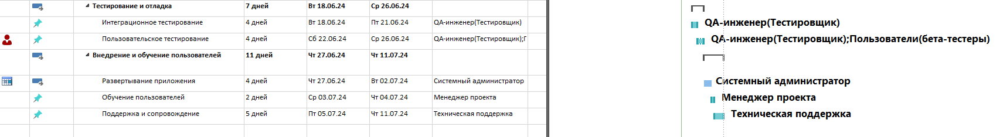 Тестирование и отладка 7 дней Вт 18.06.24 Ср 26.06.24
Интеграционное тестирование 4 дней Вт 18.06.24 Пт 21.06.24 QA-инженер(Тестировщик) QA-инженер(Тестировщик)
Пользовательское тестирование 4 дней Сб 22.06.24 Ср 26.06.24 QA-инженер(Тестировщик);Г QA-инженер(Тестировщик);Пользователи(бета-тестеры)
Внедрение и обучение пользователей 11 дней Чт 27.06.24 Чт 11.07.24
Развертывание приложения 4 дней Чт 27.06.24 Вт 02.07.24 Системный администратор Системный администратор
Обучение пользователей 2 дней Ср 03.07.24 Чт 04.07.24 Менеджер проекта Менеджер проекта
Поддержка и сопровождение 5 дней Пт 05.07.24 Чт 11.07.24 Техническая поддержка Техническая поддержка